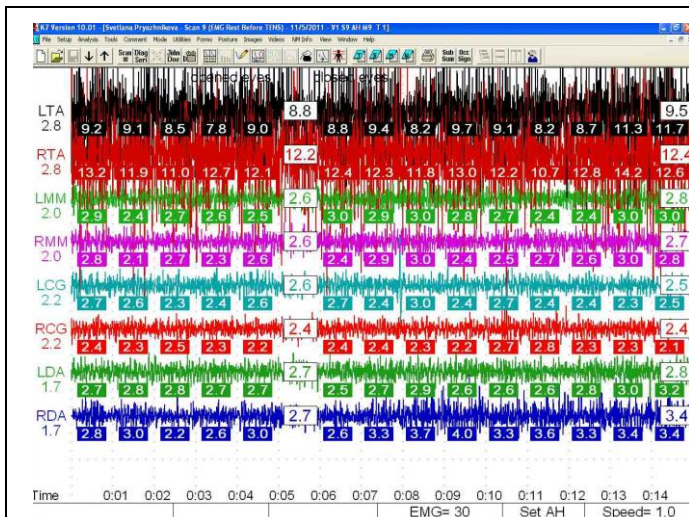 K7 Version 10.01 - [Svetlana Pryazhnikova - Scan 9 (EMG Rest Before TENS) - 11/5/2011 - V1 S9 AH M9 T 1]
File Setup Analysis Tools Comment Mode Utilities Forms Posture Images Videos NM Info View Window Help
Scan Diag Seri John Doe Sub Sum Occ Sign
opened eyes closed eyes
LTA 8.8 9.5
2.8 9.2 9.1 8.5 7.8 9.0 8.8 9.4 8.2 9.7 9.1 8.2 8.7 11.3 11.7
RTA 12.2 12.4
2.8 13.2 11.9 11.0 12.7 12.1 12.4 12.3 11.8 13.0 12.2 10.7 12.8 14.2 12.6
LMM 2.6 2.8
2.0 2.9 2.4 2.7 2.6 2.5 3.0 2.9 3.0 2.8 2.7 2.4 2.4 3.0 3.0
RMM 2.6 2.7
2.0 2.8 2.1 2.7 2.3 2.6 2.4 2.9 3.0 2.4 2.5 2.7 2.6 3.0 2.8
LCG 2.6 2.5
2.2 2.7 2.6 2.3 2.4 2.6 2.7 2.4 3.0 2.4 2.7 2.4 2.4 2.3 2.5
RCG 2.4 2.4
2.2 2.4 2.3 2.5 2.3 2.2 2.4 2.4 2.3 2.2 2.7 2.8 2.3 2.3 2.1
LDA 2.7 2.8
1.7 2.7 2.8 2.8 2.7 2.7 2.5 2.7 2.9 2.6 2.6 2.6 2.8 3.0 3.2
RDA 2.7 3.4
1.7 2.8 3.0 2.2 2.6 3.0 2.6 3.3 3.7 4.0 3.3 3.6 3.3 3.4 3.4
Time 0:01 0:02 0:03 0:04 0:05 0:06 0:07 0:08 0:09 0:10 0:11 0:12 0:13 0:14
EMG= 30 Set AH Speed= 1.0